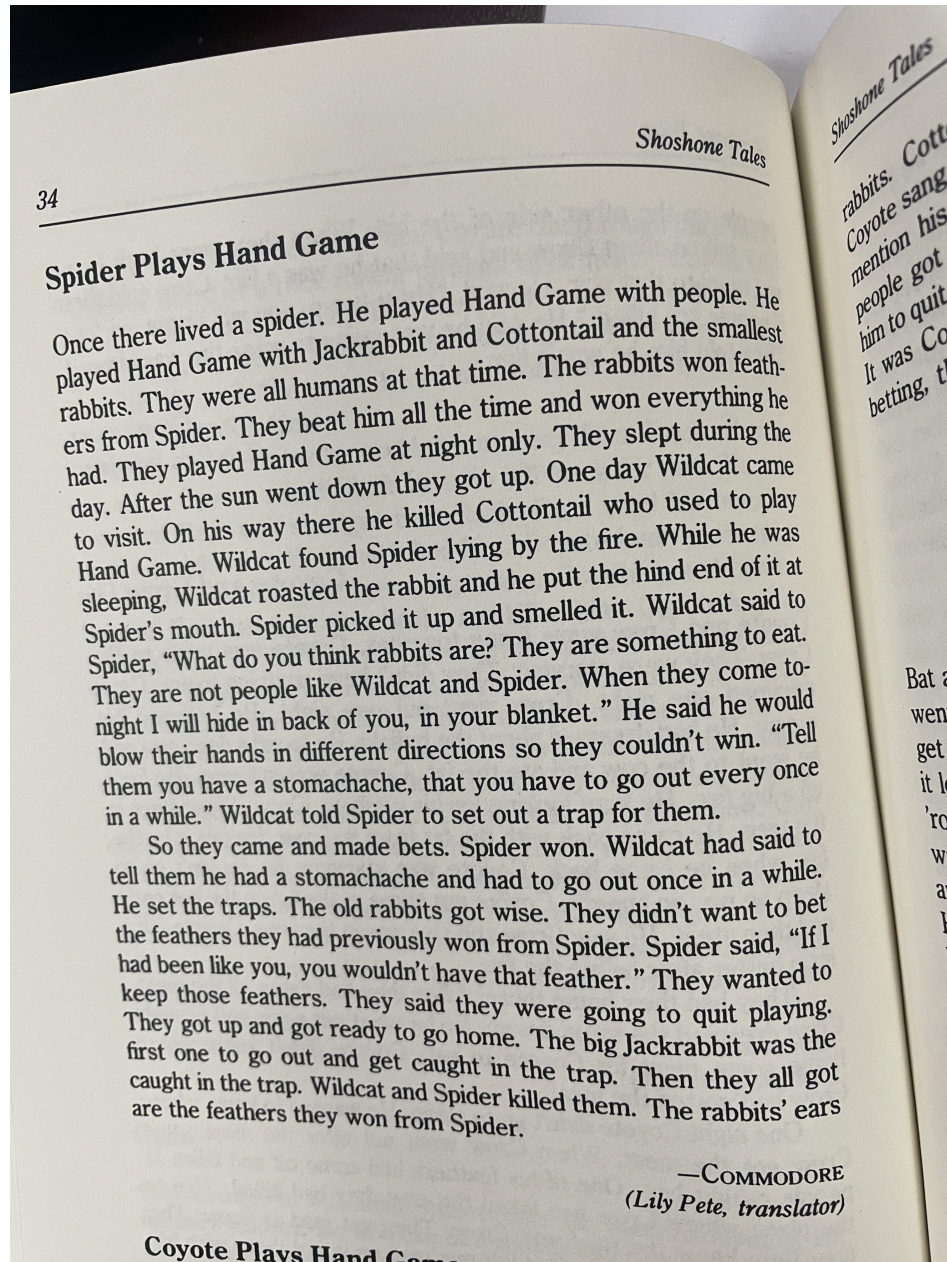 34
Shoshone Tales
Spider Plays Hand Game
Once there lived a spider. He played Hand Game with people. He
played Hand Game with Jackrabbit and Cottontail and the smallest
rabbits. They were all humans at that time. The rabbits won feath-
ers from Spider. They beat him all the time and won everything he
had. They played Hand Game at night only. They slept during the
day. After the sun went down they got up. One day Wildcat came
to visit. On his way there he killed Cottontail who used to play
Hand Game. Wildcat found Spider lying by the fire. While he was
sleeping, Wildcat roasted the rabbit and he put the hind end of it at
Spider's mouth. Spider picked it up and smelled it. Wildcat said to
Spider, “What do you think rabbits are? They are something to eat.
They are not people like Wildcat and Spider. When they come to-
night I will hide in back of you, in your blanket.” He said he would
blow their hands in different directions so they couldn't win. “Tell
them you have a stomachache, that you have to go out every once
in a while.” Wildcat told Spider to set out a trap for them.
So they came and made bets. Spider won. Wildcat had said to
tell them he had a stomachache and had to go out once in a while.
He set the traps. The old rabbits got wise. They didn't want to bet
the feathers they had previously won from Spider. Spider said, “If I
had been like you, you wouldn't have that feather.” They wanted to
keep those feathers. They said they were going to quit playing.
They got up and got ready to go home. The big Jackrabbit was the
first one to go out and get caught in the trap. Then they all got
caught in the trap. Wildcat and Spider killed them. The rabbits' ears
are the feathers they won from Spider.
—COMMODORE
(Lily Pete, translator)
Coyote Plays Hand Game
Shoshone Tales
rabbits.
Coyote sang
mention his
people got
him to quit
It was
betting,
Bat
get